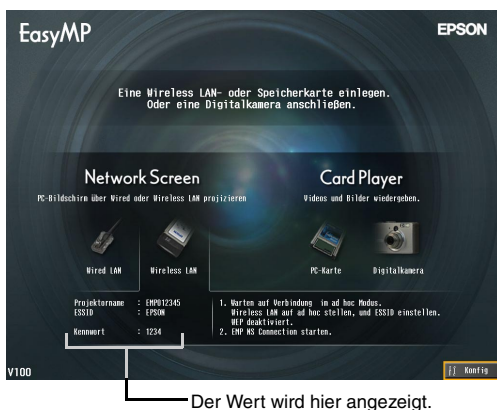 EasyMP
EPSON
Eine Wireless LAN- oder Speicherkarte einlegen.
Oder eine Digitalkamera anschließen.
Network Screen
PC-Bildschirm über Wired oder Wireless LAN projizieren
Wired LAN
Wireless LAN
Card Player
Videos und Bilder wiedergeben.
PC-Karte
Digitalkamera
Projektorname : EMP012345
ESSID : EPSON
Kennwort : 1234
1. Warten auf Verbindung in ad hoc Modus.
Wireless LAN auf ad hoc stellen, und ESSID einstellen.
WEP deaktiviert.
2. EMP NS Connection starten.
V100
Konfig
Der Wert wird hier angezeigt.